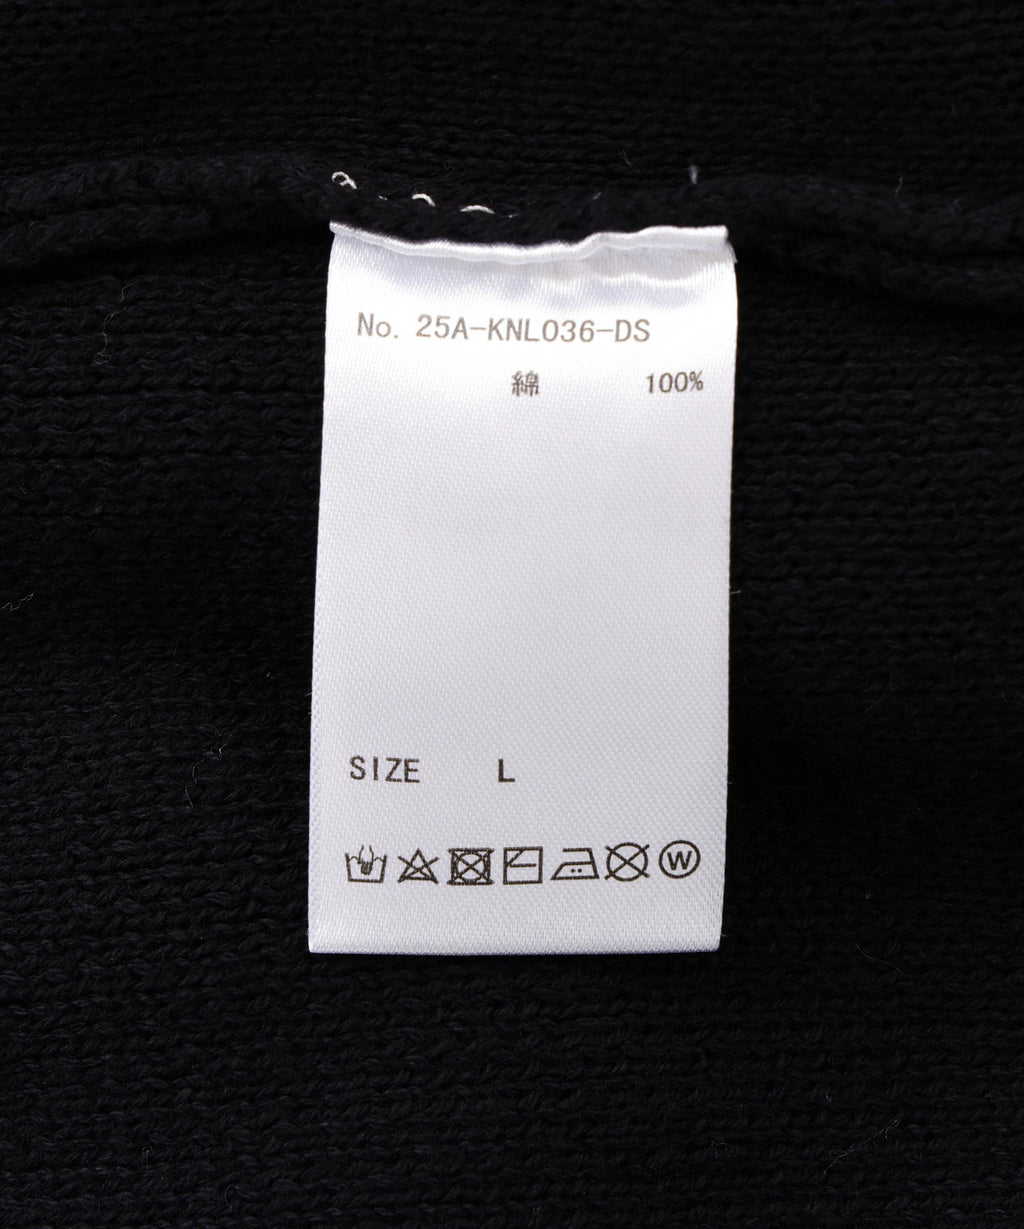 No. 25A-KNL036-DS
綿 100%
SIZE L
W